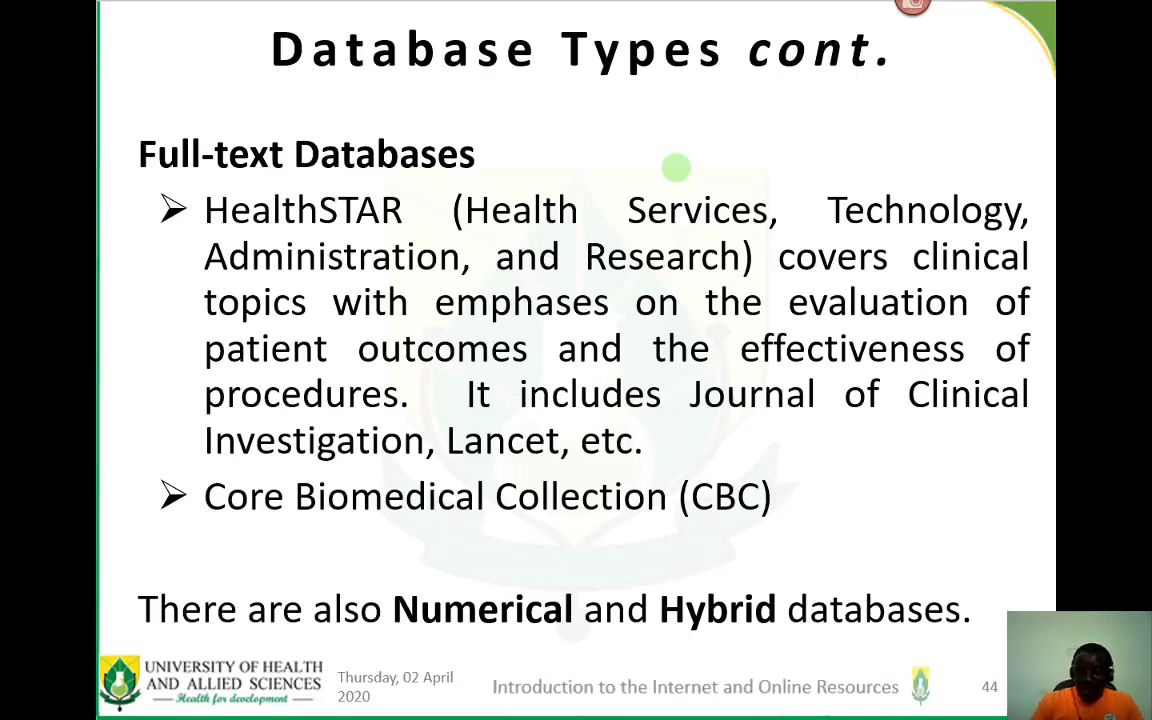 Database Types cont.
Full-text Databases
➢ HealthSTAR (Health Services, Technology,
Administration, and Research) covers clinical
topics with emphases on the evaluation of
patient outcomes and the effectiveness of
procedures. It includes Journal of Clinical
Investigation, Lancet, etc.
➢ Core Biomedical Collection (CBC)
There are also Numerical and Hybrid databases.
UNIVERSITY OF HEALTH
AND ALLIED SCIENCES
Health for development
Thursday, 02 April
2020
Introduction to the Internet and Online Resources
44